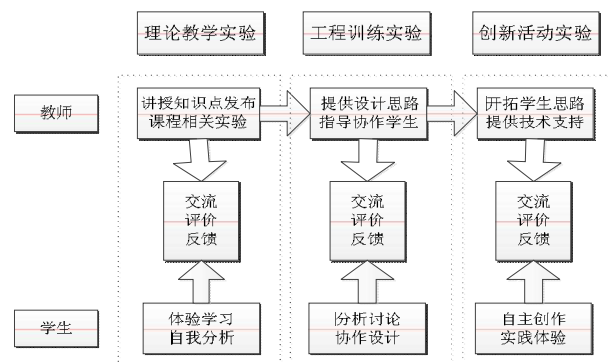 理论教学实验
工程训练实验
创新活动实验
教师
讲授知识点发布
课程相关实验
提供设计思路
指导协作学生
开拓学生思路
提供技术支持
交流
评价
反馈
交流
评价
反馈
交流
评价
反馈
学生
体验学习
自我分析
分析讨论
协作设计
自主创作
实践体验